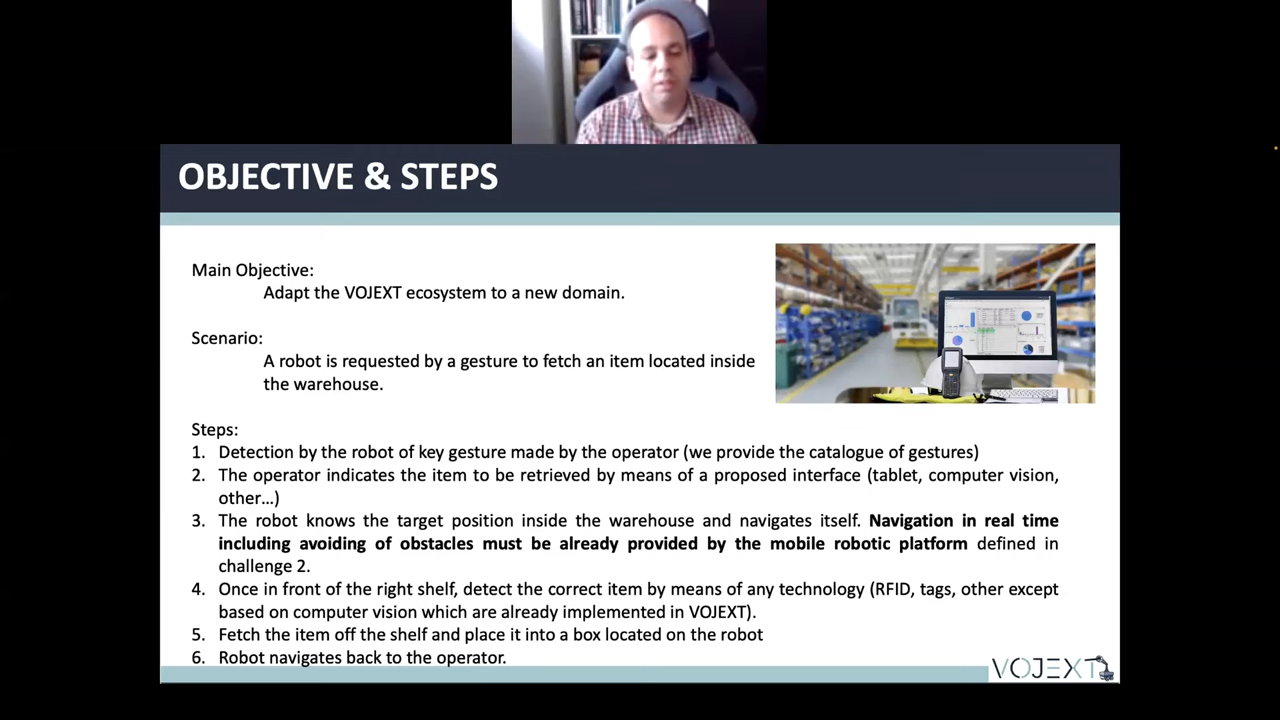 OBJECTIVE & STEPS
Main Objective:
Adapt the VOJEXT ecosystem to a new domain.
Scenario:
A robot is requested by a gesture to fetch an item located inside
the warehouse.
Steps:
1. Detection by the robot of key gesture made by the operator (we provide the catalogue of gestures)
2. The operator indicates the item to be retrieved by means of a proposed interface (tablet, computer vision,
other...)
3. The robot knows the target position inside the warehouse and navigates itself. Navigation in real time
including avoiding of obstacles must be already provided by the mobile robotic platform defined in
challenge 2.
4. Once in front of the right shelf, detect the correct item by means of any technology (RFID, tags, other except
based on computer vision which are already implemented in VOJEXT).
5. Fetch the item off the shelf and place it into a box located on the robot
6. Robot navigates back to the operator.
VOJEXT